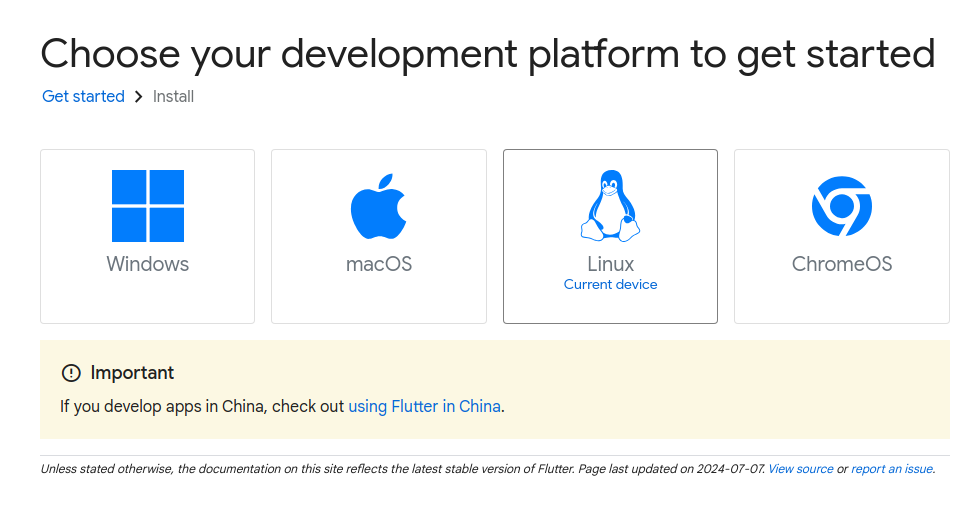 Choose your development platform to get started
Get started > Install
Windows
macOS
Linux
Current device
ChromeOS
Important
If you develop apps in China, check out using Flutter in China.
Unless stated otherwise, the documentation on this site reflects the latest stable version of Flutter. Page last updated on 2024-07-07. View source or report an issue.